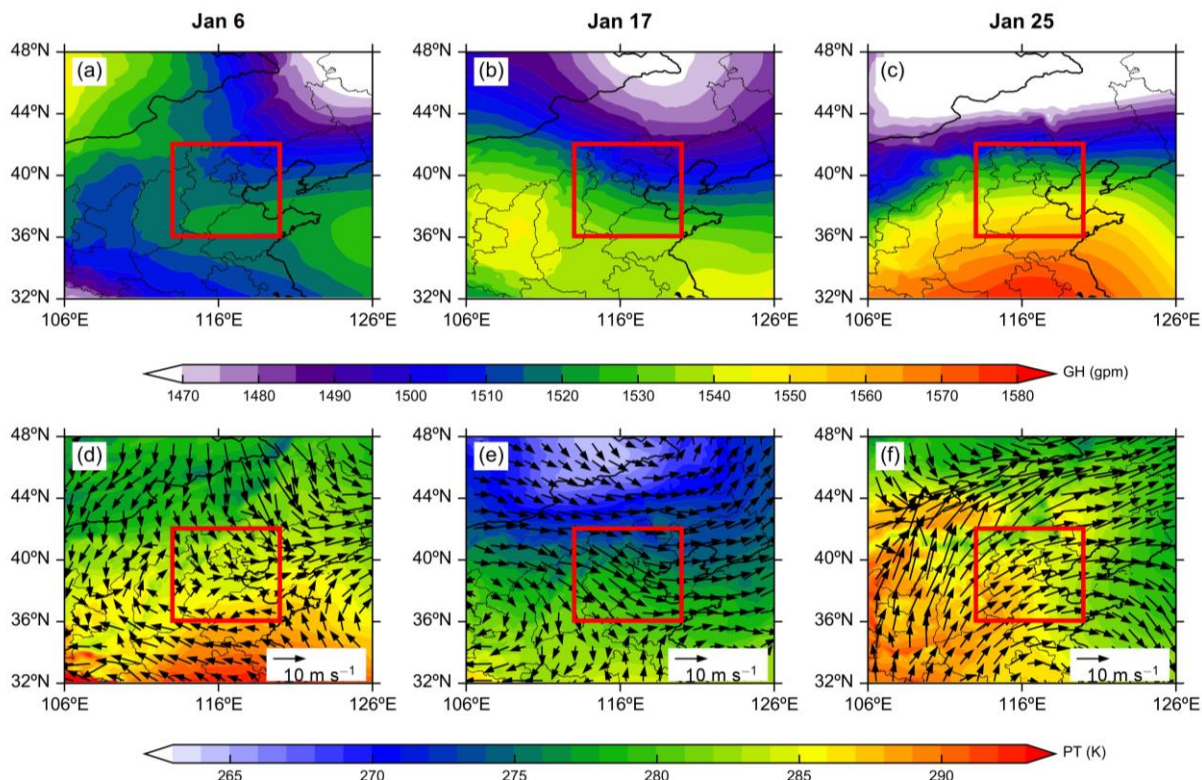 Jan 6 Jan 17 Jan 25
48ºN 48ºN 48ºN
(a) (b) (c)
44ºN 44ºN 44ºN
40ºN 40ºN 40ºN
36ºN 36ºN 36ºN
32ºN 32ºN 32ºN
106ºE 116ºE 126ºE 106ºE 116ºE 126ºE 106ºE 116ºE 126ºE
GH (gpm)
1470 1480 1490 1500 1510 1520 1530 1540 1550 1560 1570 1580
48ºN 48ºN 48ºN
(d) (e) (f)
44ºN 44ºN 44ºN
40ºN 40ºN 40ºN
36ºN 36ºN 36ºN
10 m s⁻¹ 10 m s⁻¹ 10 m s⁻¹
32ºN 32ºN 32ºN
106ºE 116ºE 126ºE 106ºE 116ºE 126ºE 106ºE 116ºE 126ºE
PT (K)
265 270 275 280 285 290